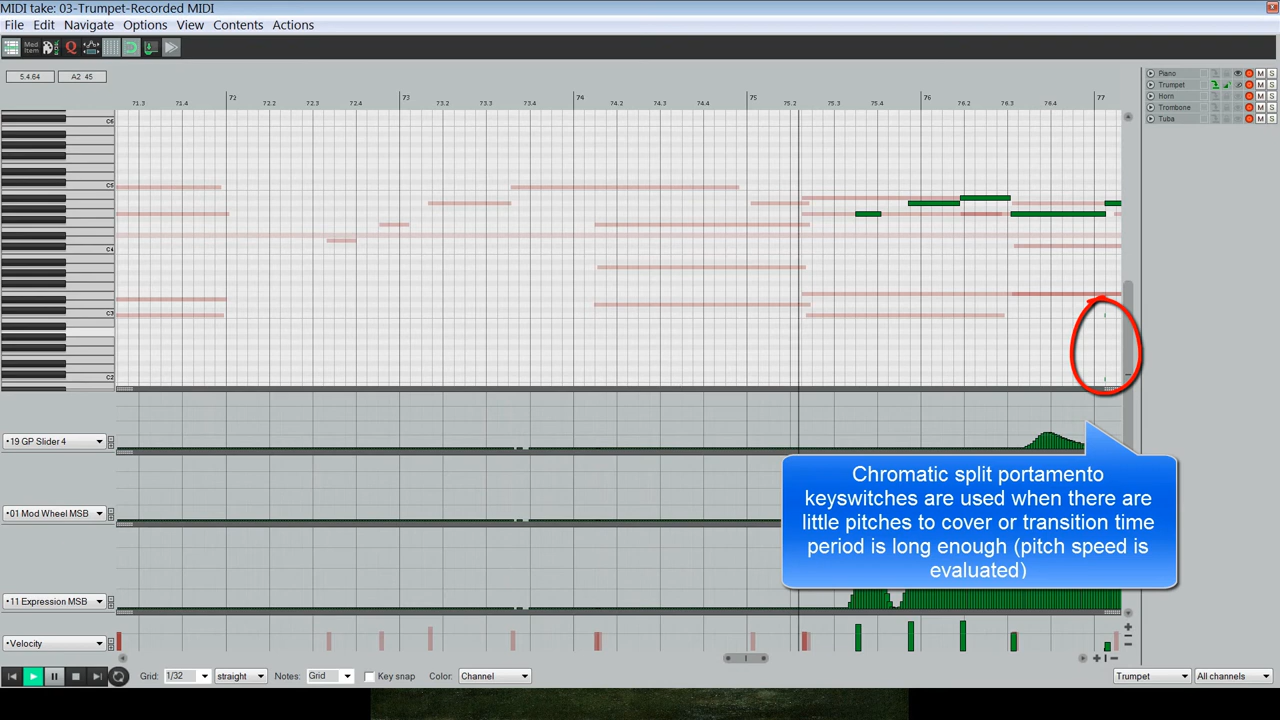 MIDI take: 03-Trumpet-Recorded MIDI
File Edit Navigate Options View Contents Actions
Med Item
Q
5.4.64 A2 45
71.3 71.4 72 72.2 72.3 72.4 73 73.2 73.3 73.4 74 74.2 74.3 74.4 75 75.2 75.3 75.4 76 76.2 76.3 76.4 77
Piano M S
Trumpet M S
Horn M S
Trombone M S
Tuba M S
C6
C5
C4
C3
C2
•19 GP Slider 4
•01 Mod Wheel MSB
•11 Expression MSB
•Velocity
Chromatic split portamento
keyswitches are used when there are
little pitches to cover or transition time
period is long enough (pitch speed is
evaluated)
Grid: 1/32 straight Notes: Grid Key snap Color: Channel Trumpet All channels